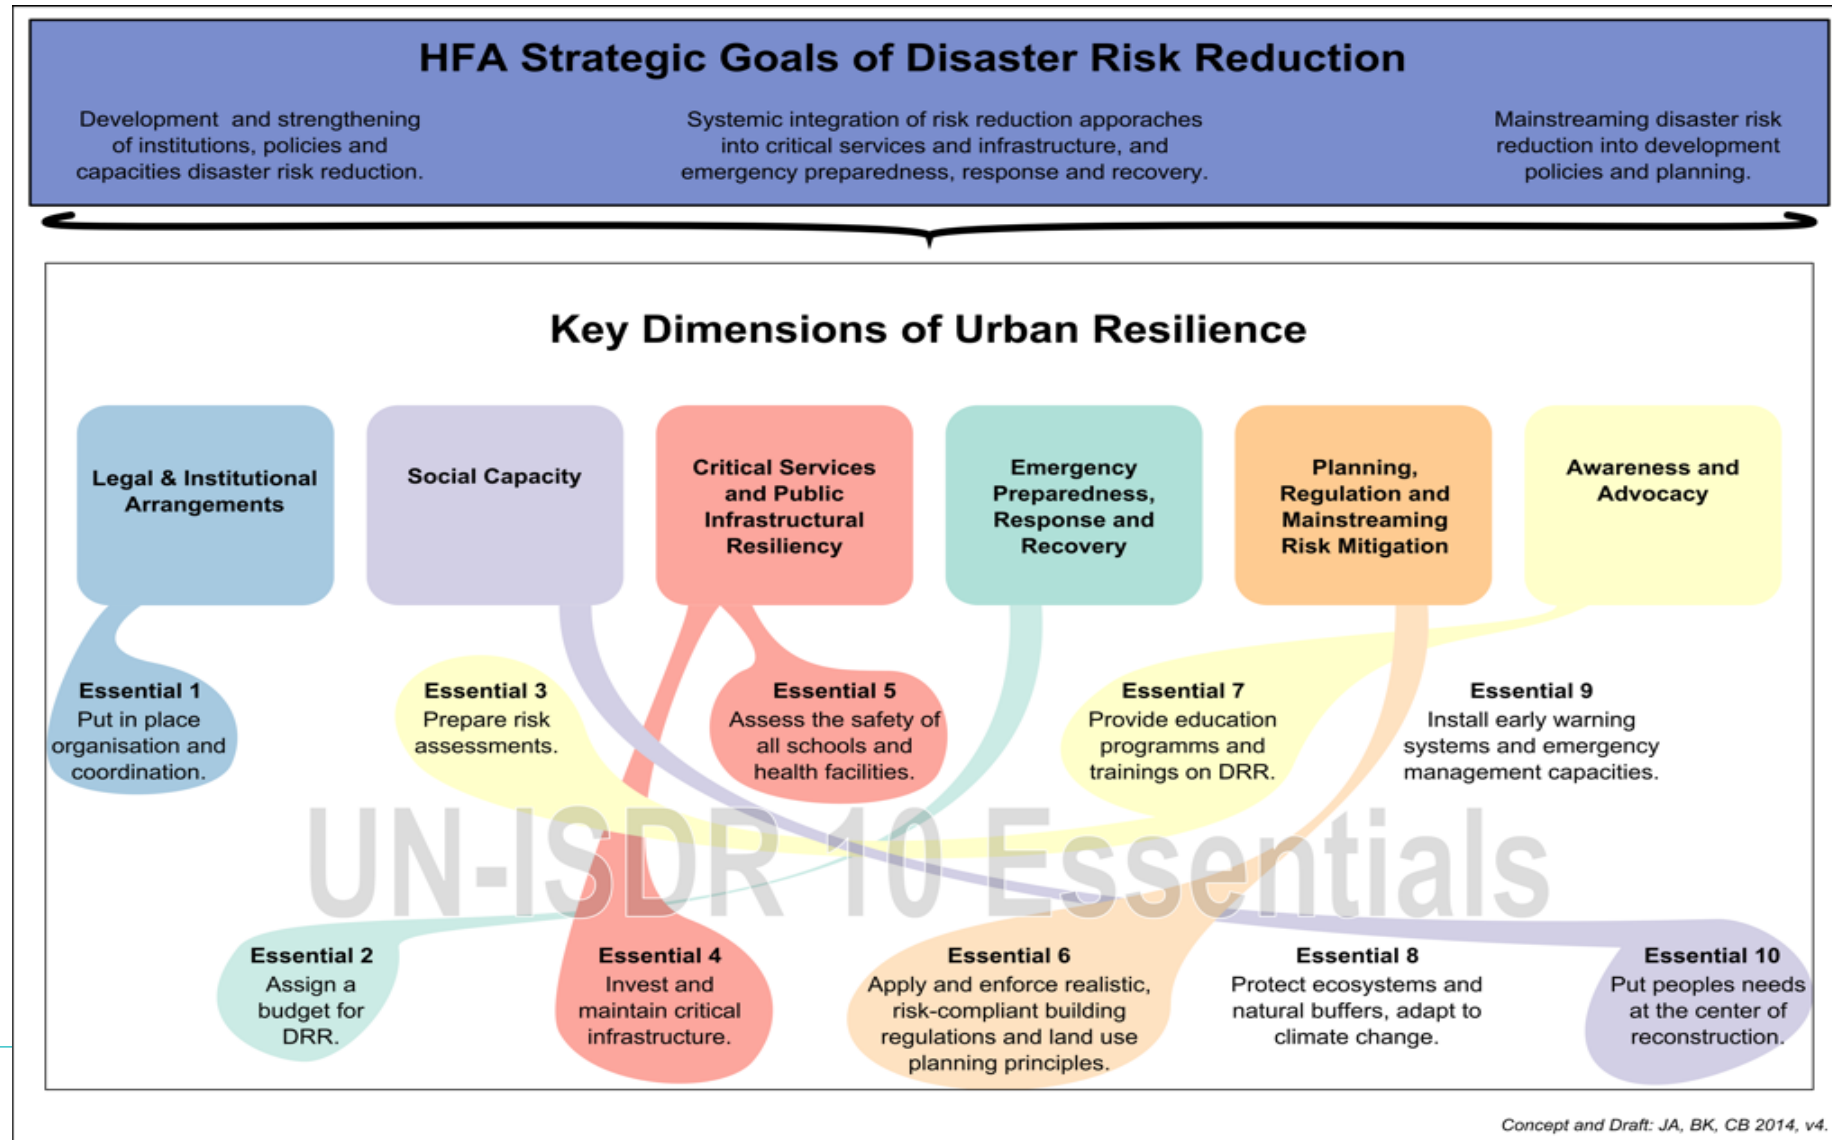 HFA Strategic Goals of Disaster Risk Reduction
Development and strengthening
of institutions, policies and
capacities disaster risk reduction.
Systemic integration of risk reduction apporaches
into critical services and infrastructure, and
emergency preparedness, response and recovery.
Mainstreaming disaster risk
reduction into development
policies and planning.
Key Dimensions of Urban Resilience
Legal & Institutional
Arrangements
Social Capacity
Critical Services
and Public
Infrastructural
Resiliency
Emergency
Preparedness,
Response and
Recovery
Planning,
Regulation and
Mainstreaming
Risk Mitigation
Awareness and
Advocacy
Essential 1
Put in place
organisation and
coordination.
Essential 3
Prepare risk
assessments.
Essential 5
Assess the safety of
all schools and
health facilities.
Essential 7
Provide education
programms and
trainings on DRR.
Essential 9
Install early warning
systems and emergency
management capacities.
UN-ISDR 10 Essentials
Essential 2
Assign a
budget for
DRR.
Essential 4
Invest and
maintain critical
infrastructure.
Essential 6
Apply and enforce realistic,
risk-compliant building
regulations and land use
planning principles.
Essential 8
Protect ecosystems and
natural buffers, adapt to
climate change.
Essential 10
Put peoples needs
at the center of
reconstruction.
Concept and Draft: JA, BK, CB 2014, v4.